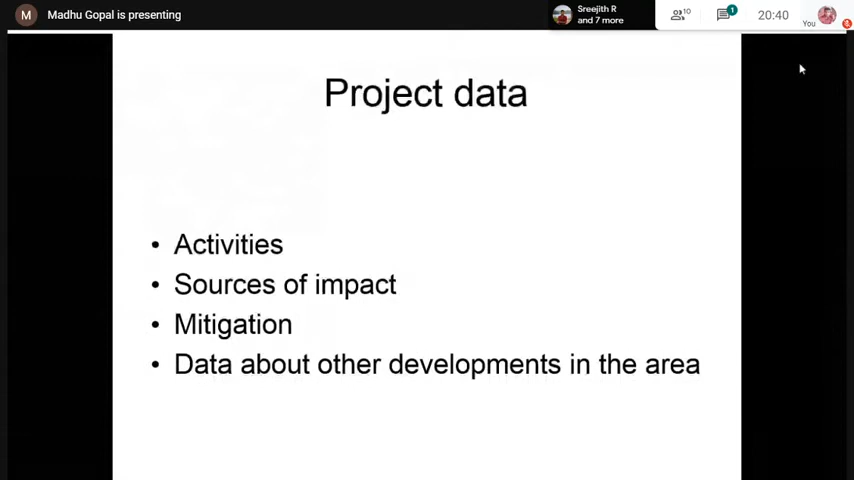 M Madhu Gopal is presenting
Sreejith R
and 7 more
10
1
20:40
You
Project data
• Activities
• Sources of impact
• Mitigation
• Data about other developments in the area